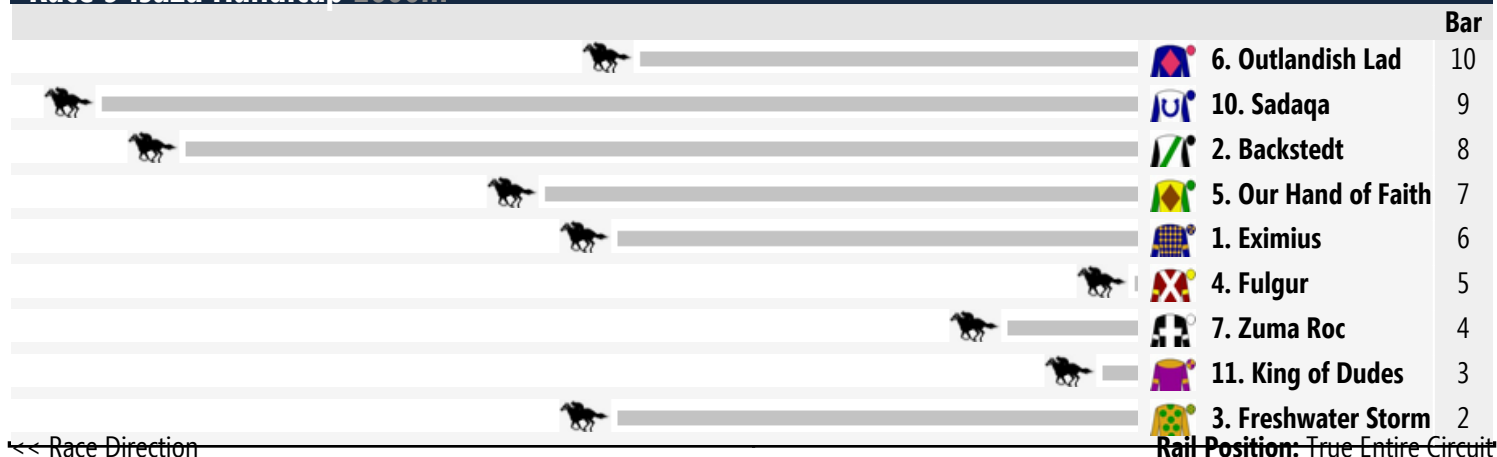 Bar
6. Outlandish Lad 10
10. Sadaqa 9
2. Backstedt 8
5. Our Hand of Faith 7
1. Eximius 6
4. Fulgur 5
7. Zuma Roc 4
11. King of Dudes 3
3. Freshwater Storm 2
<< Race Direction Rail Position: True Entire Circuit